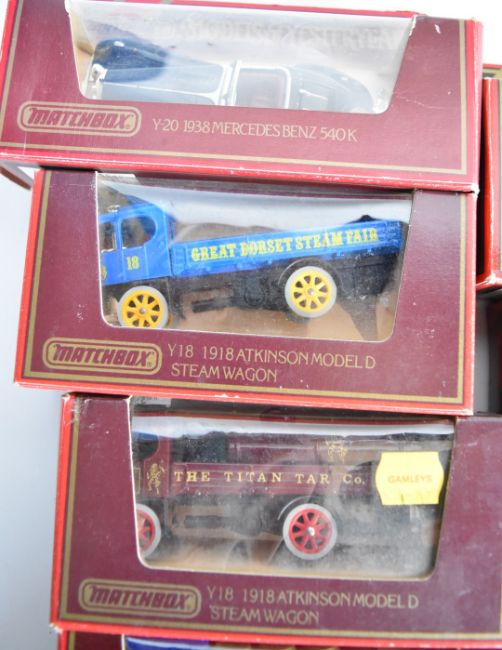 MATCHBOX
Y-20 1938 MERCEDES BENZ 540K
18
GREAT DORSET STEAM FAIR
MATCHBOX
Y18 1918 ATKINSON MODEL D
STEAM WAGON
THE TITAN TAR Co.
GAMLEYS
MATCHBOX
Y18 1918 ATKINSON MODEL D
STEAM WAGON